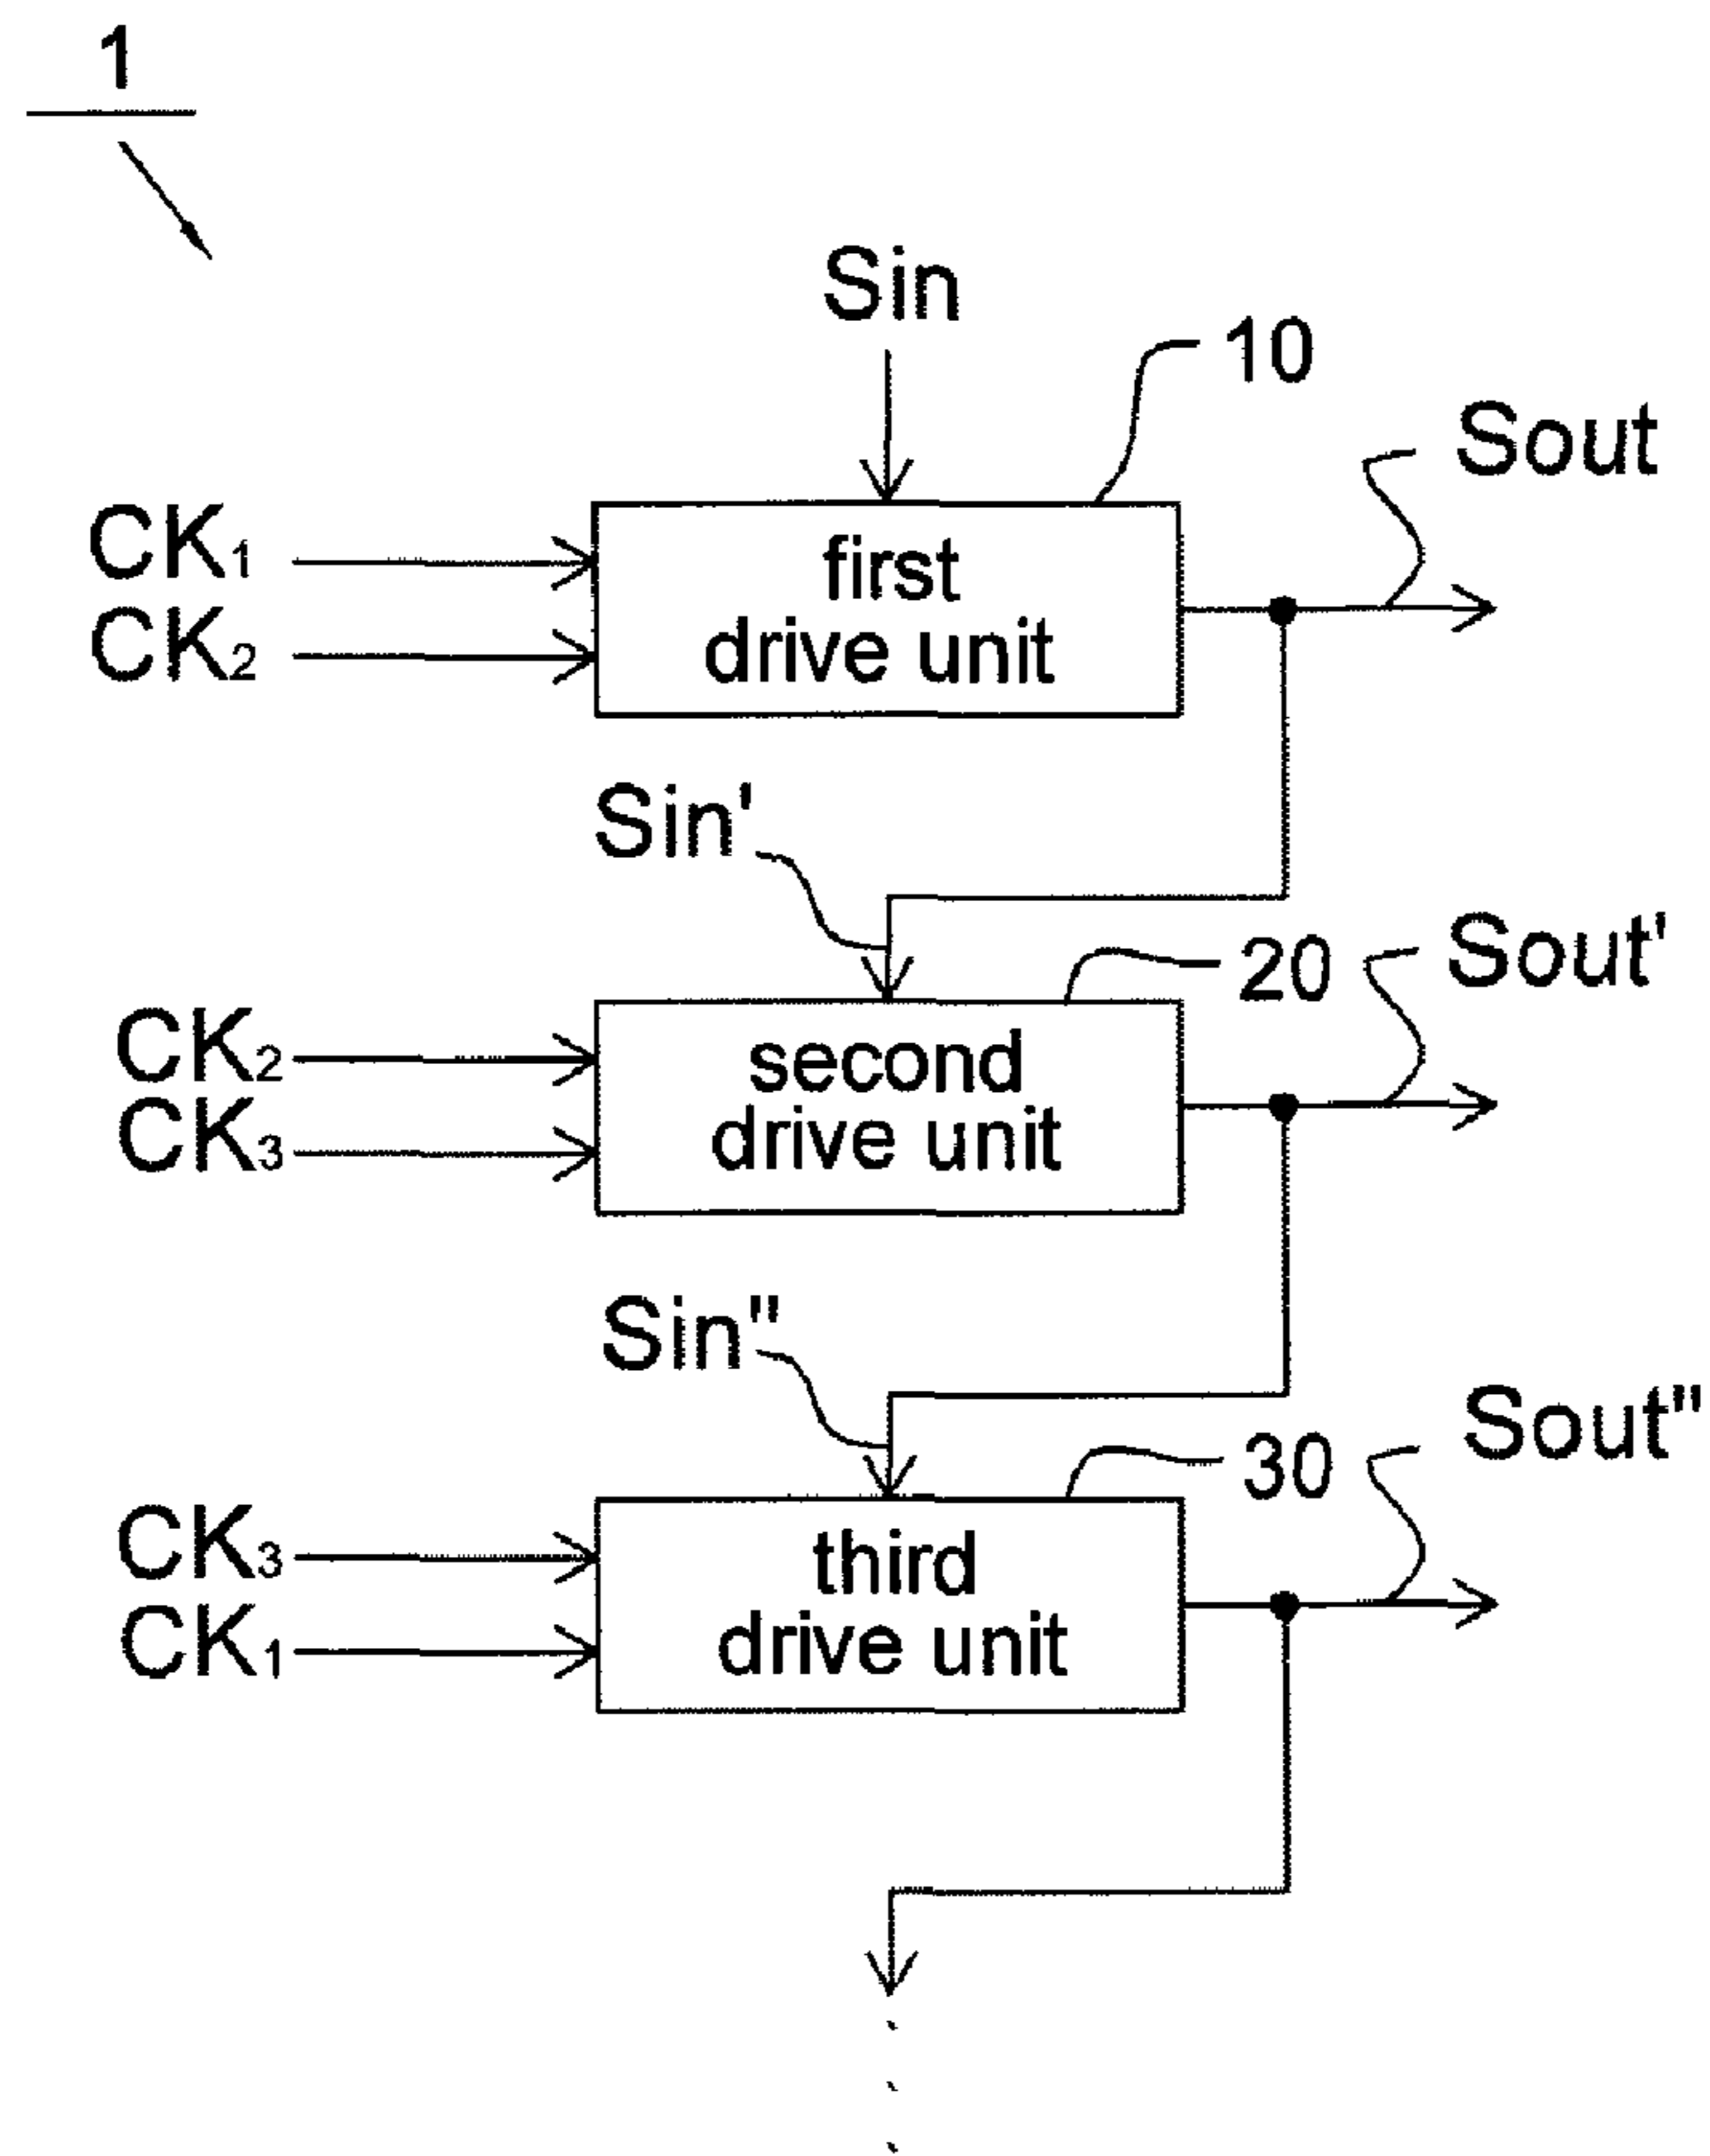 1
Sin
10
Sout
CK1
CK2
first
drive unit
Sin'
20
Sout'
CK2
CK3
second
drive unit
Sin"
30
Sout"
CK3
CK1
third
drive unit